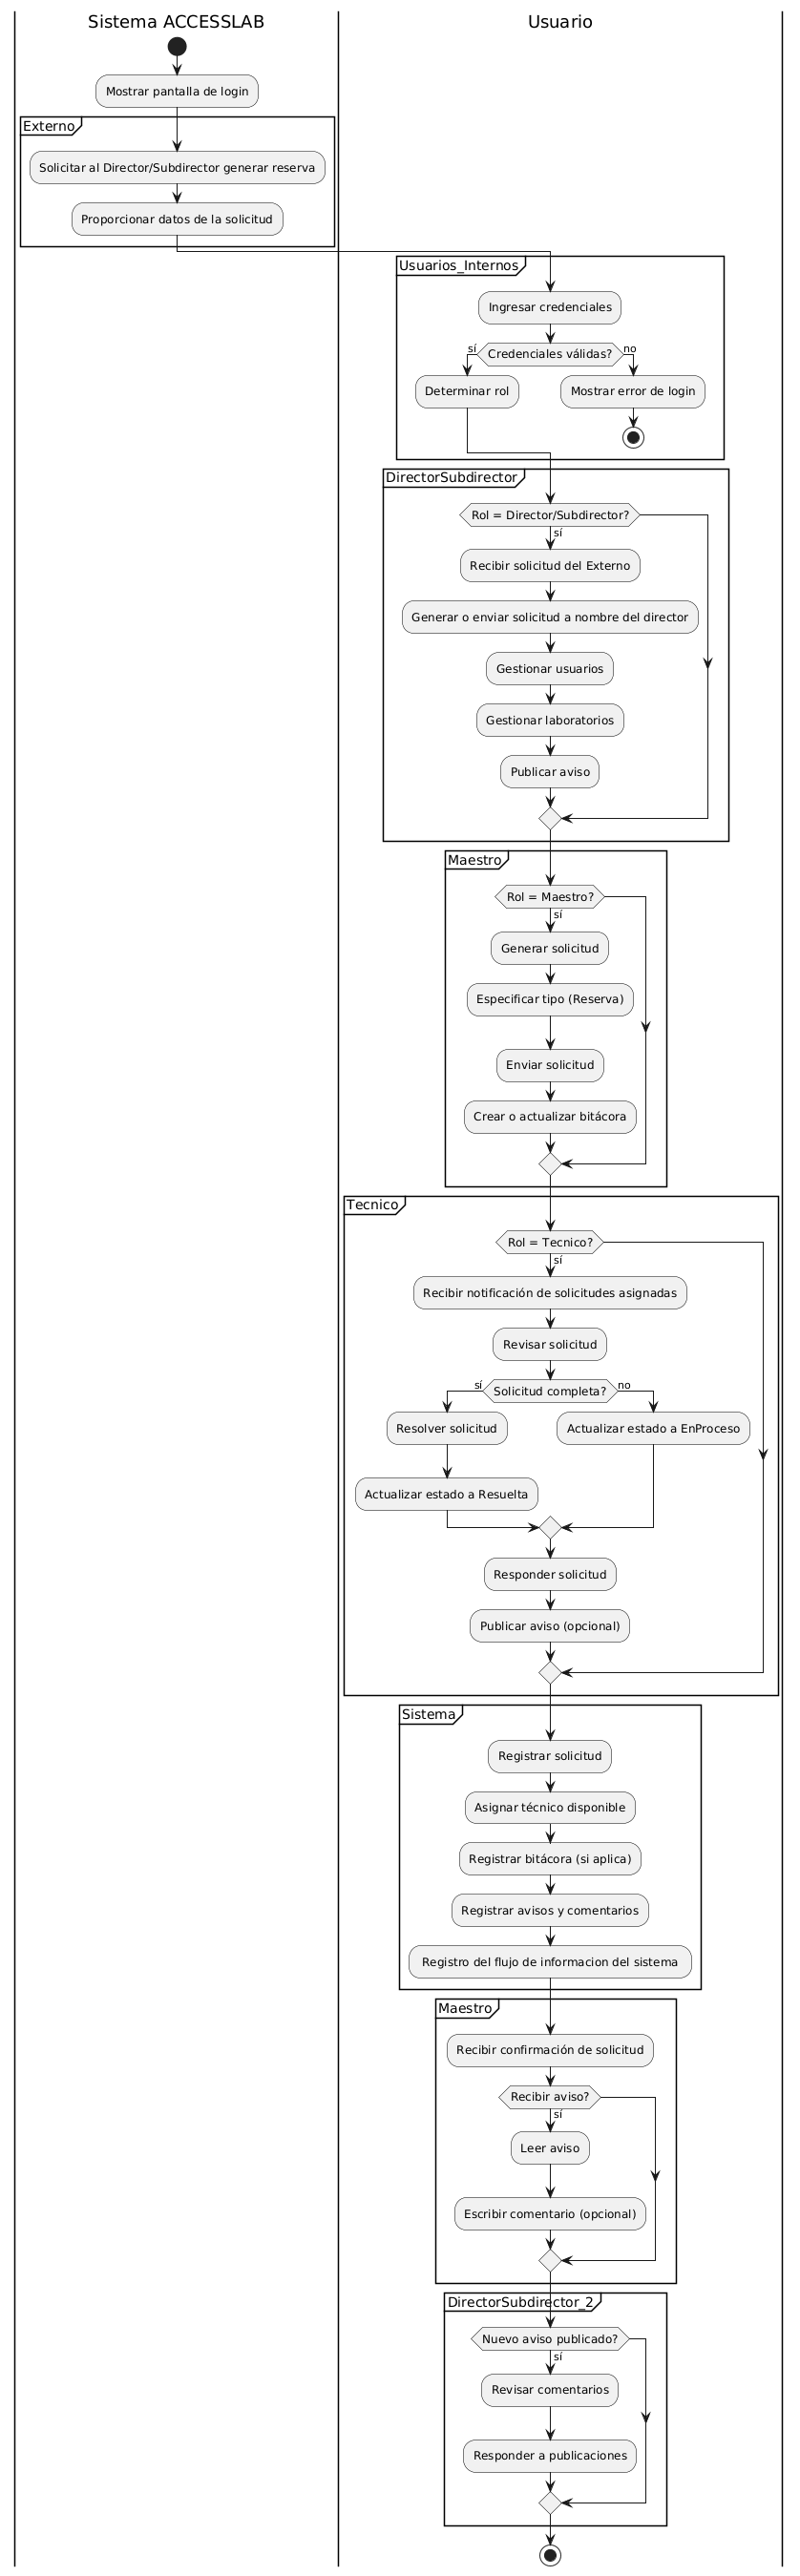 Sistema ACCESSLAB
Usuario
Mostrar pantalla de login
Externo
Solicitar al Director/Subdirector generar reserva
Proporcionar datos de la solicitud
Usuarios_Internos
Ingresar credenciales
sí
Credenciales válidas?
no
Determinar rol
Mostrar error de login
DirectorSubdirector
Rol = Director/Subdirector?
sí
Recibir solicitud del Externo
Generar o enviar solicitud a nombre del director
Gestionar usuarios
Gestionar laboratorios
Publicar aviso
Maestro
Rol = Maestro?
sí
Generar solicitud
Especificar tipo (Reserva)
Enviar solicitud
Crear o actualizar bitácora
Tecnico
Rol = Tecnico?
sí
Recibir notificación de solicitudes asignadas
Revisar solicitud
sí
Solicitud completa?
no
Resolver solicitud
Actualizar estado a EnProceso
Actualizar estado a Resuelta
Responder solicitud
Publicar aviso (opcional)
Sistema
Registrar solicitud
Asignar técnico disponible
Registrar bitácora (si aplica)
Registrar avisos y comentarios
Registro del flujo de informacion del sistema
Maestro
Recibir confirmación de solicitud
Recibir aviso?
sí
Leer aviso
Escribir comentario (opcional)
DirectorSubdirector_2
Nuevo aviso publicado?
sí
Revisar comentarios
Responder a publicaciones